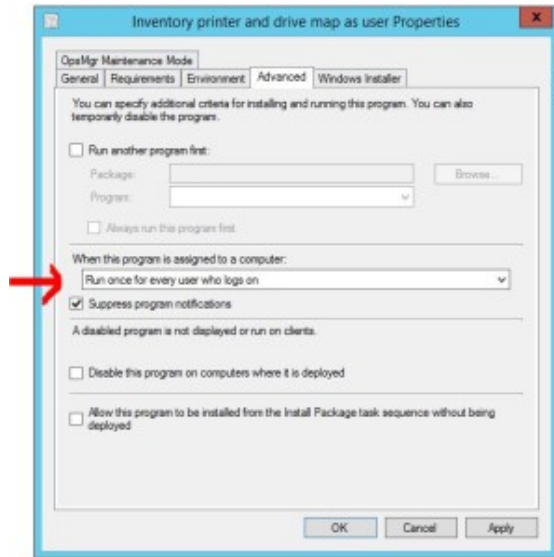 Inventory printer and drive map as user Properties
x
OpsMgr Maintenance Mode
General Requirements Environment Advanced Windows Installer
You can specify additional criteria for installing and running this program. You can also
temporarily disable the program.
Run another program first:
Package:
Browse...
Program:
Always run this program first
When this program is assigned to a computer:
Run once for every user who logs on
Suppress program notifications
A disabled program is not displayed or run on clients.
Disable this program on computers where it is deployed
Allow this program to be installed from the Install Package task sequence without being
deployed
OK Cancel Apply